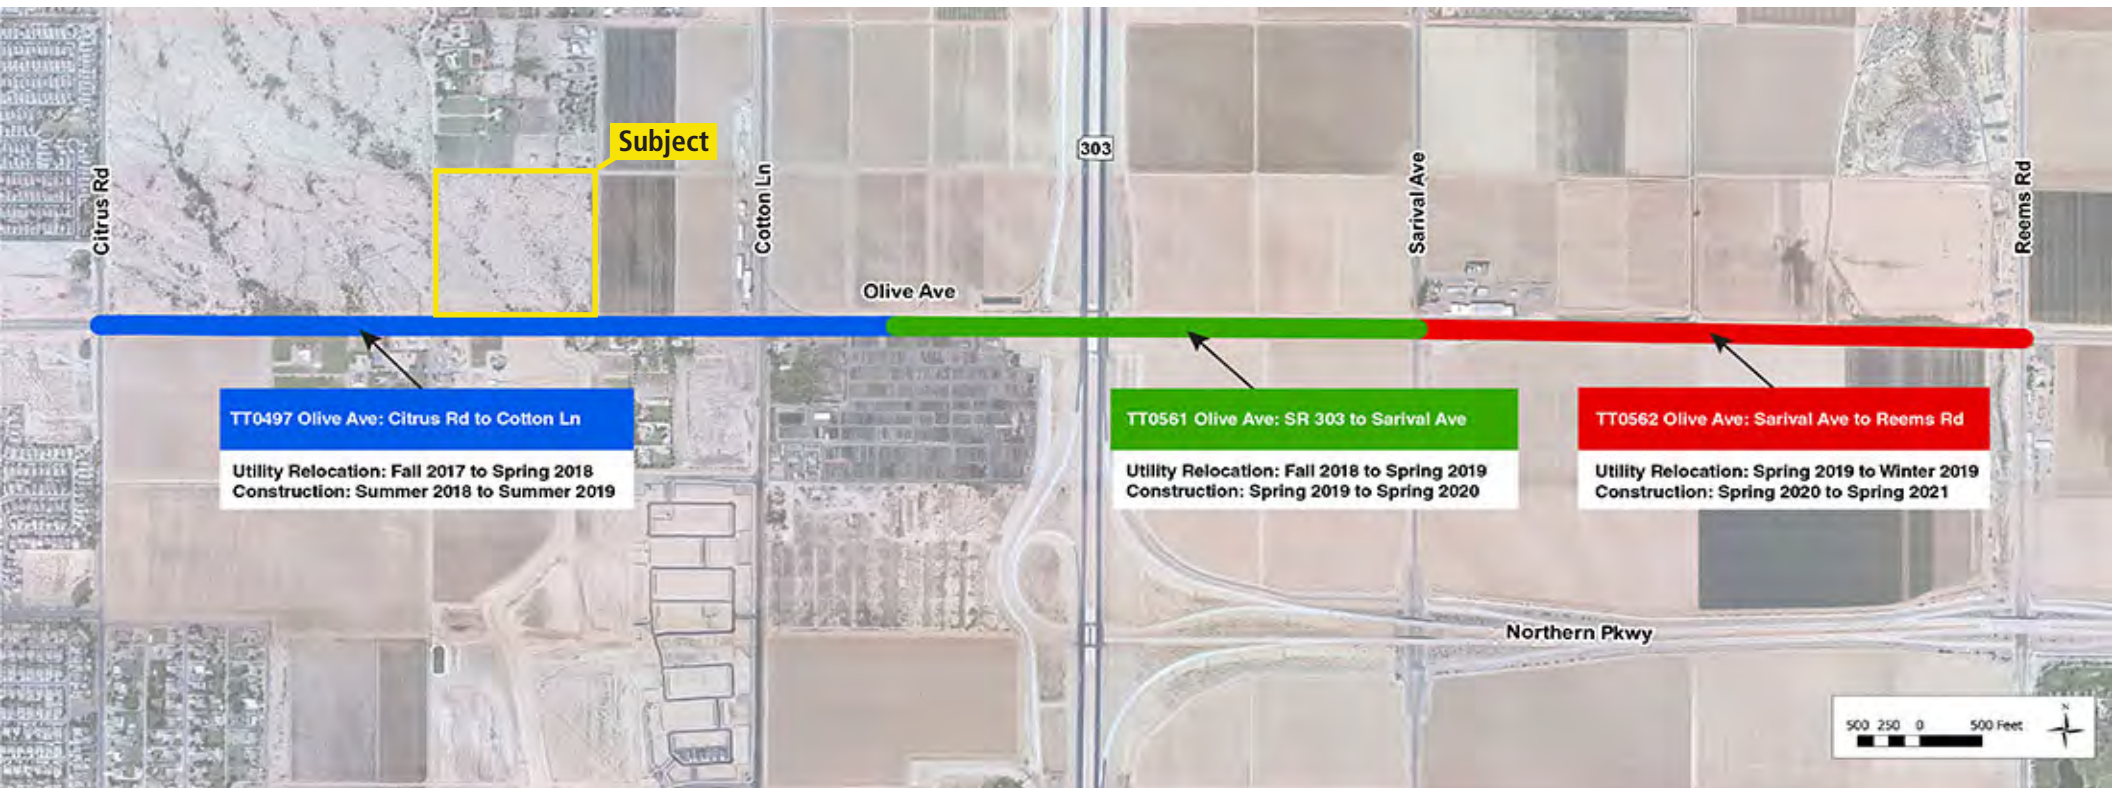 Subject
303
Citrus Rd
Cotton Ln
Sarival Ave
Reems Rd
Olive Ave
TT0497 Olive Ave: Citrus Rd to Cotton Ln
Utility Relocation: Fall 2017 to Spring 2018
Construction: Summer 2018 to Summer 2019
TT0561 Olive Ave: SR 303 to Sarival Ave
Utility Relocation: Fall 2018 to Spring 2019
Construction: Spring 2019 to Spring 2020
TT0562 Olive Ave: Sarival Ave to Reems Rd
Utility Relocation: Spring 2019 to Winter 2019
Construction: Spring 2020 to Spring 2021
Northern Pkwy
500 250 0 500 Feet
N